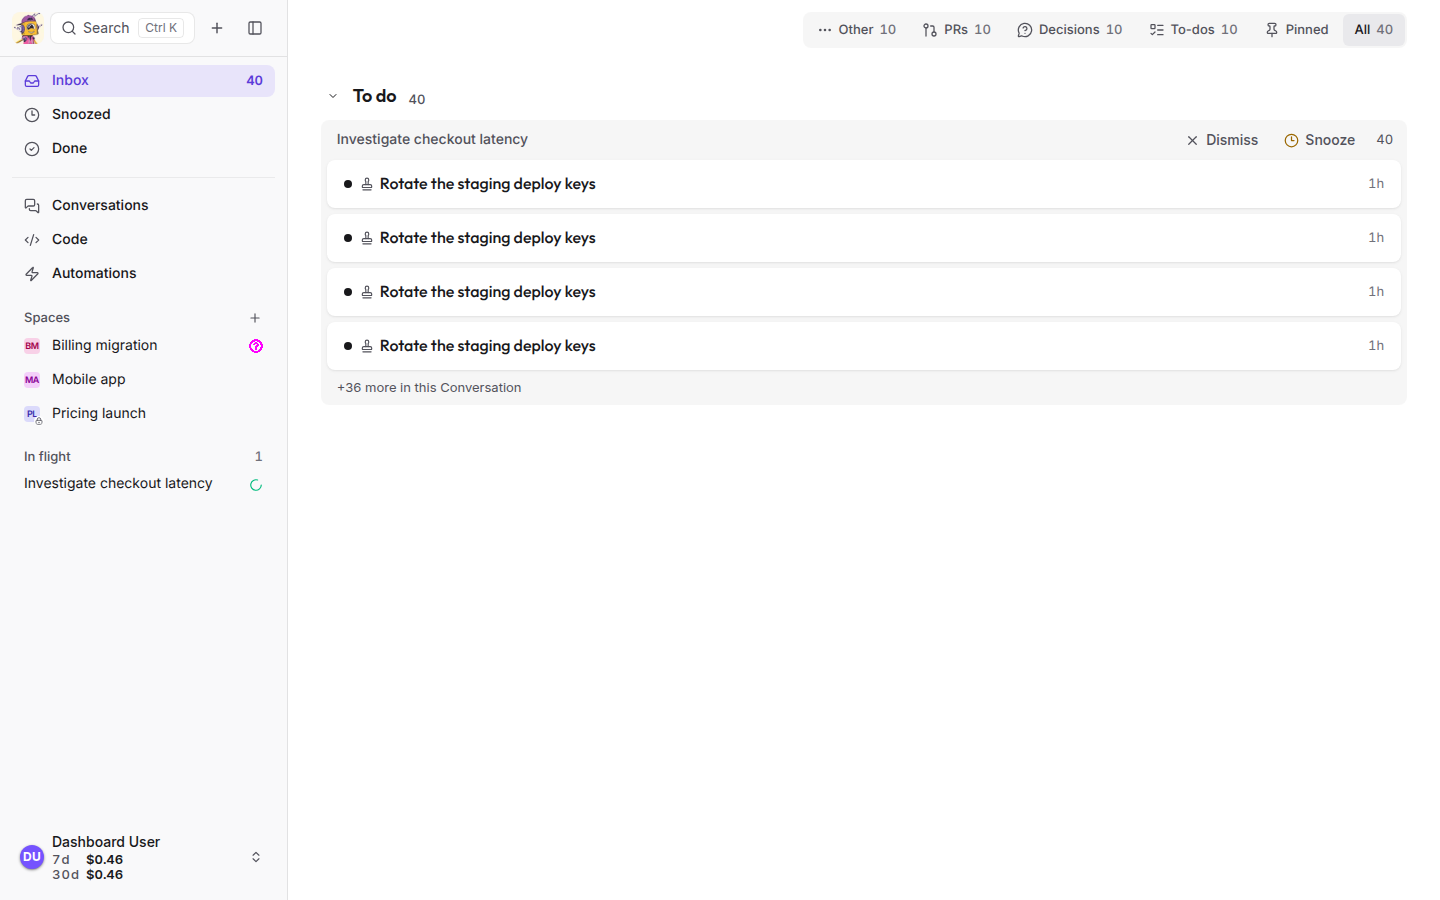 Search Ctrl K
Inbox 40
Snoozed
Done
Conversations
Code
Automations
Spaces
BM Billing migration
MA Mobile app
PL Pricing launch
In flight 1
Investigate checkout latency
DU Dashboard User
7d $0.46
30d $0.46
Other 10 PRs 10 Decisions 10 To-dos 10 Pinned All 40
To do 40
Investigate checkout latency Dismiss Snooze 40
Rotate the staging deploy keys 1h
Rotate the staging deploy keys 1h
Rotate the staging deploy keys 1h
Rotate the staging deploy keys 1h
+36 more in this Conversation